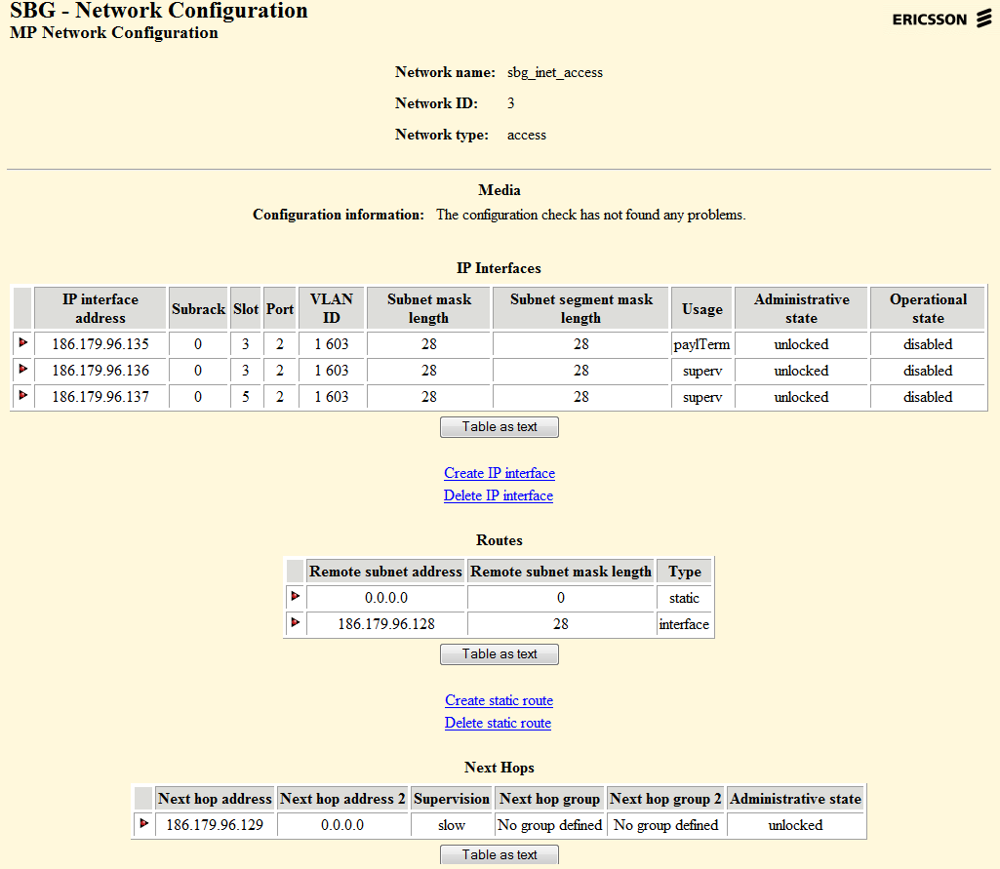 SBG - Network Configuration
MP Network Configuration
ERICSSON
Network name: sbg_inet_access
Network ID: 3
Network type: access
Media
Configuration information: The configuration check has not found any problems.
IP Interfaces
IP interface address Subrack Slot Port VLAN ID Subnet mask length Subnet segment mask length Usage Administrative state Operational state
186.179.96.135 0 3 2 1 603 28 28 paylTerm unlocked disabled
186.179.96.136 0 3 2 1 603 28 28 superv unlocked disabled
186.179.96.137 0 5 2 1 603 28 28 superv unlocked disabled
Table as text
Create IP interface
Delete IP interface
Routes
Remote subnet address Remote subnet mask length Type
0.0.0.0 0 static
186.179.96.128 28 interface
Table as text
Create static route
Delete static route
Next Hops
Next hop address Next hop address 2 Supervision Next hop group Next hop group 2 Administrative state
186.179.96.129 0.0.0.0 slow No group defined No group defined unlocked
Table as text